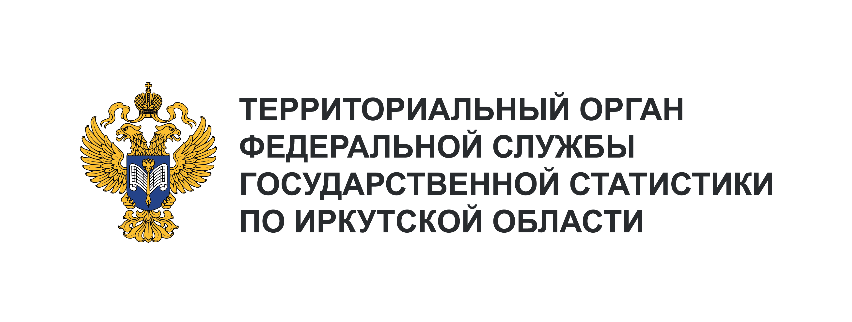 ТЕРРИТОРИАЛЬНЫЙ ОРГАН
ФЕДЕРАЛЬНОЙ СЛУЖБЫ
ГОСУДАРСТВЕННОЙ СТАТИСТИКИ
ПО ИРКУТСКОЙ ОБЛАСТИ